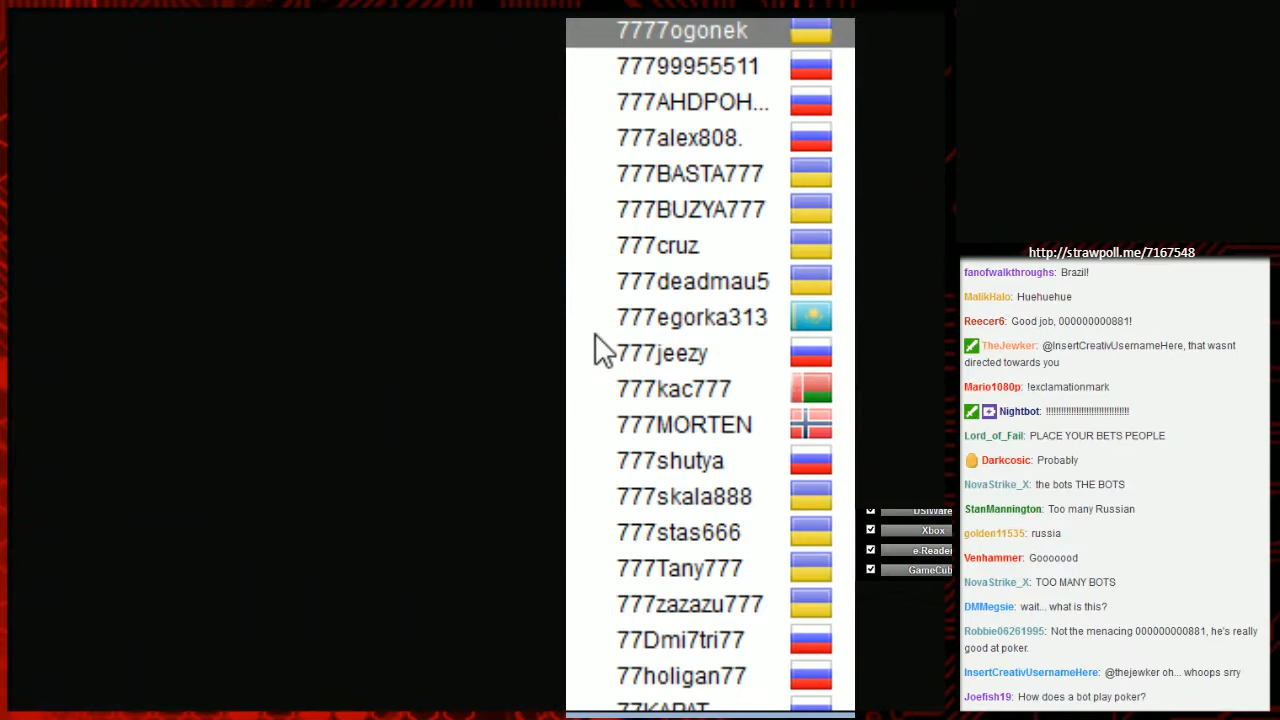 7777ogonek
77799955511
777AHDPOH...
777alex808.
777BASTA777
777BUZYA777
777cruz
777deadmau5
777egorka313
777jeezy
777kac777
777MORTEN
777shutya
777skala888
777stas666
777Tany777
777zazazu777
77Dmi7tri77
77holigan77
77KAPAT
DSiWare
Xbox
e-Reader
GameCub
http://strawpoll.me/7167548
fanofwalkthroughs: Brazil!
MalikHalo: Huehuehue
Reecer6: Good job, 000000000881!
TheJewker: @InsertCreativUsernameHere, that wasnt
directed towards you
Mario1080p: !exclamationmark
Nightbot: !!!!!!!!!!!!!!!!!!!!!!!!!!!!!!
Lord_of_Fail: PLACE YOUR BETS PEOPLE
Darkcosic: Probably
NovaStrike_X: the bots THE BOTS
StanMannington: Too many Russian
golden11535: russia
Venhammer: Gooooood
NovaStrike_X: TOO MANY BOTS
DMMegsie: wait... what is this?
Robbie06261995: Not the menacing 000000000881, he's really
good at poker.
InsertCreativUsernameHere: @thejewker oh... whoops srry
Joefish19: How does a bot play poker?